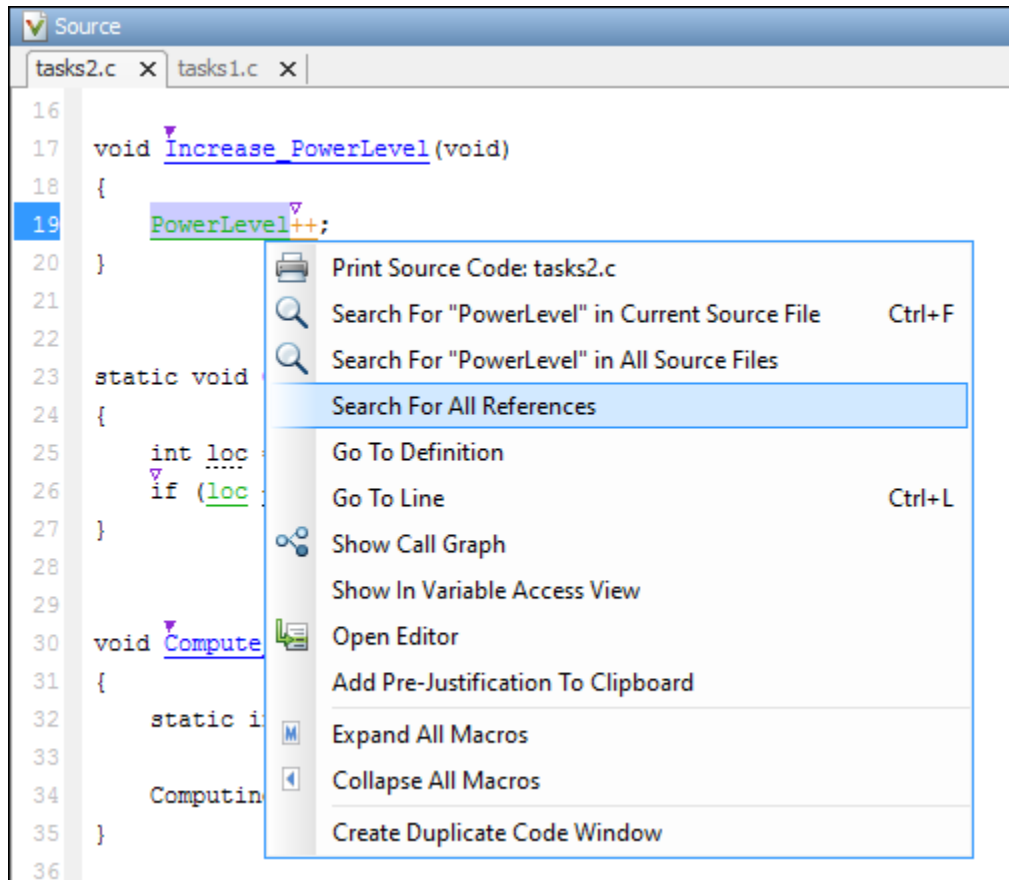 Source
tasks2.c tasks1.c
16
17 void Increase_PowerLevel(void)
18 {
19 PowerLevel++;
20 }
21
22
23 static void
24 {
25 int loc
26 if (loc
27 }
28
29
30 void Compute_
31 {
32 static i
33
34 Computin
35 }
36
Print Source Code: tasks2.c
Search For "PowerLevel" in Current Source File Ctrl+F
Search For "PowerLevel" in All Source Files
Search For All References
Go To Definition
Go To Line Ctrl+L
Show Call Graph
Show In Variable Access View
Open Editor
Add Pre-Justification To Clipboard
M Expand All Macros
Collapse All Macros
Create Duplicate Code Window